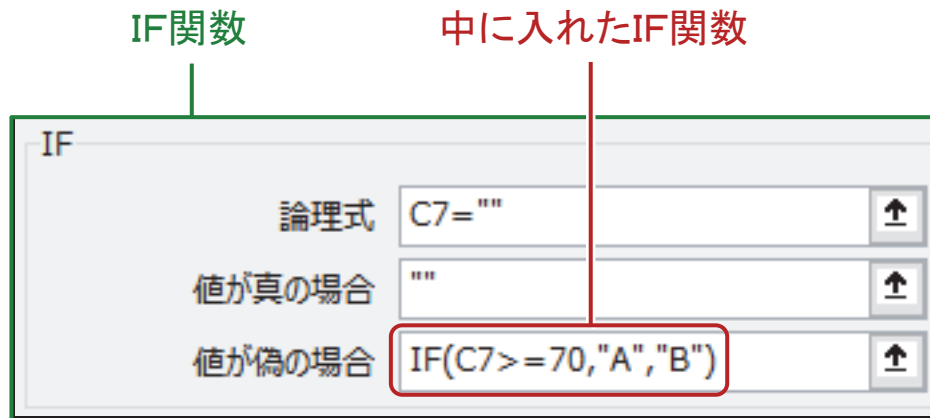 IF関数 中に入れたIF関数
IF
論理式 C7=""
値が真の場合 ""
値が偽の場合 IF(C7>=70,"A","B")